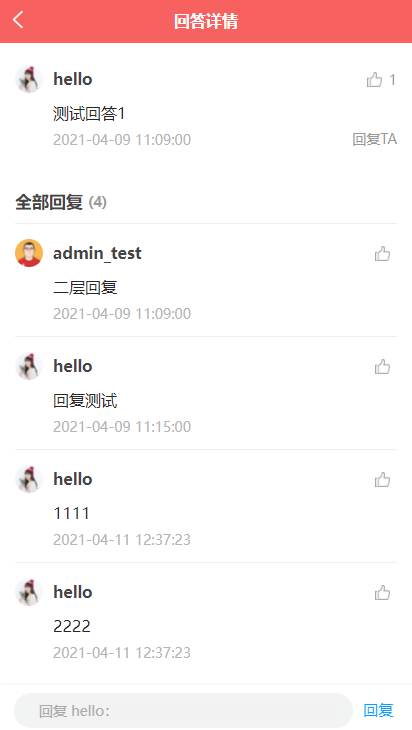 回答详情
hello
1
测试回答1
2021-04-09 11:09:00
回复TA
全部回复 (4)
admin_test
二层回复
2021-04-09 11:09:00
hello
回复测试
2021-04-09 11:15:00
hello
1111
2021-04-11 12:37:23
hello
2222
2021-04-11 12:37:23
回复 hello:
回复